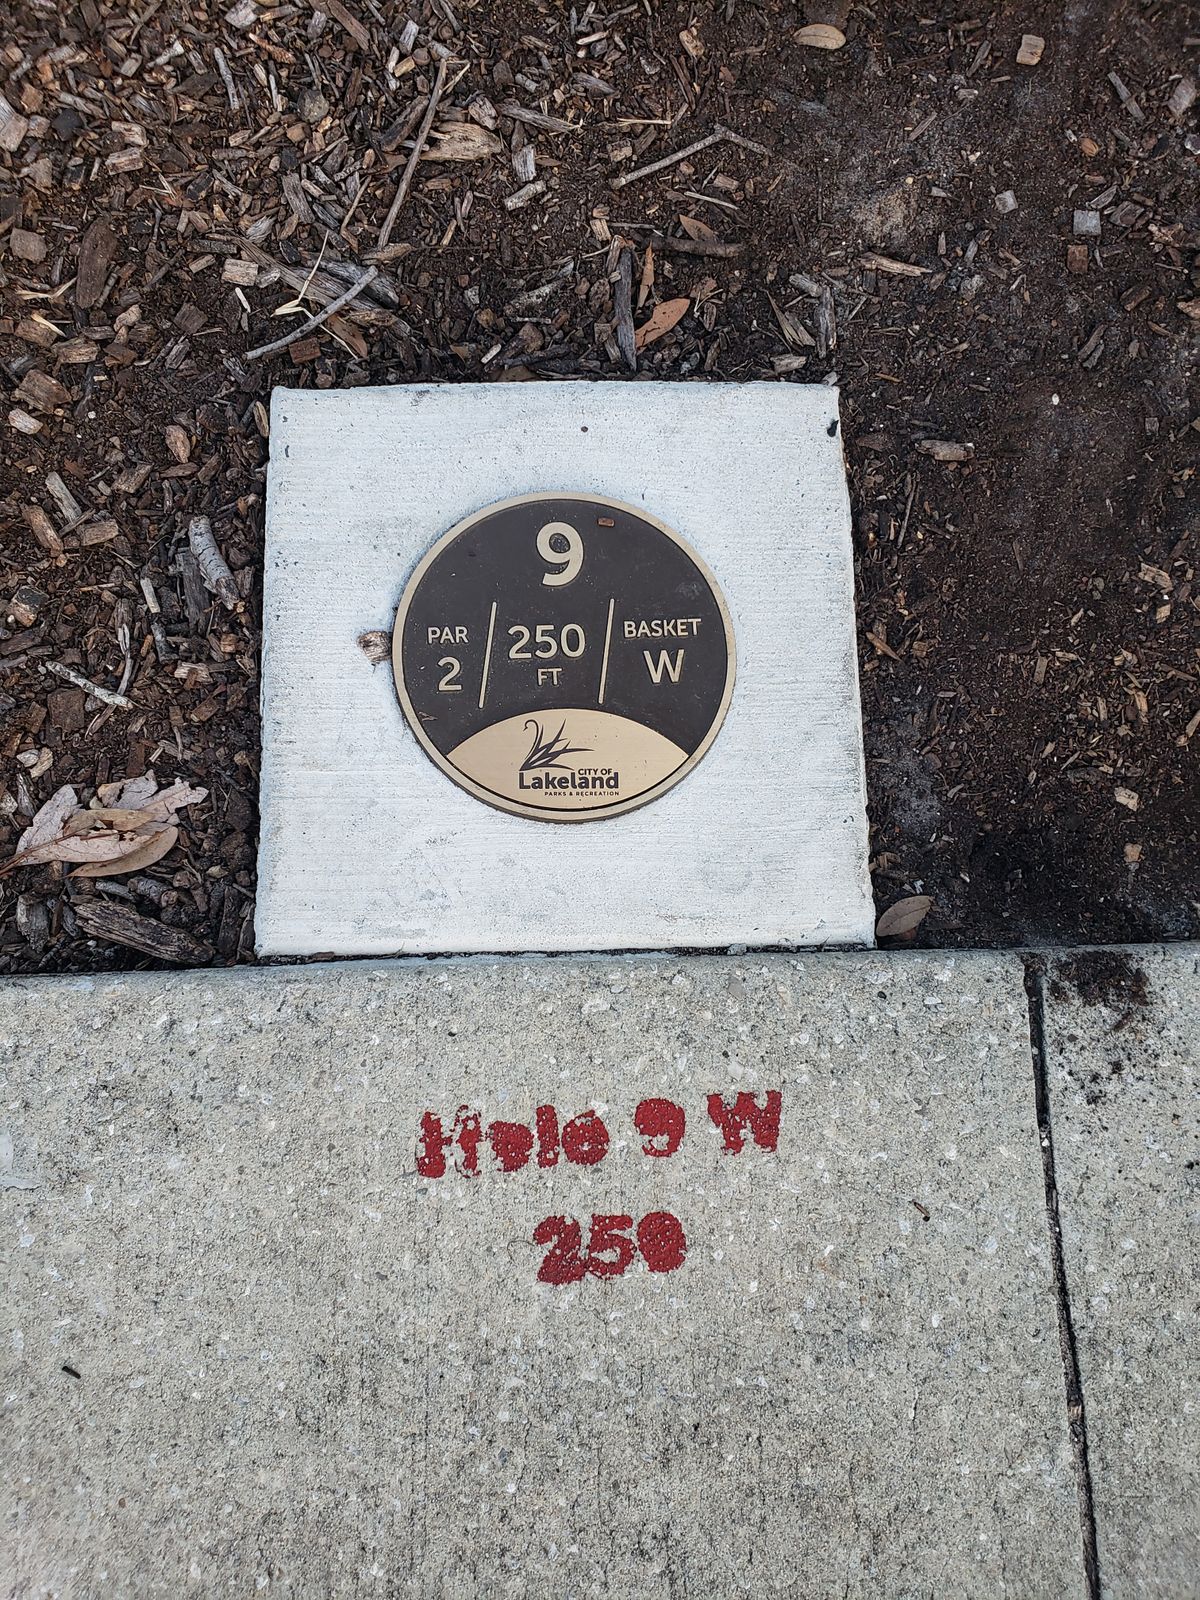 9
PAR
2
250
FT
BASKET
W
CITY OF
Lakeland
PARKS & RECREATION
Hole 9 W
250